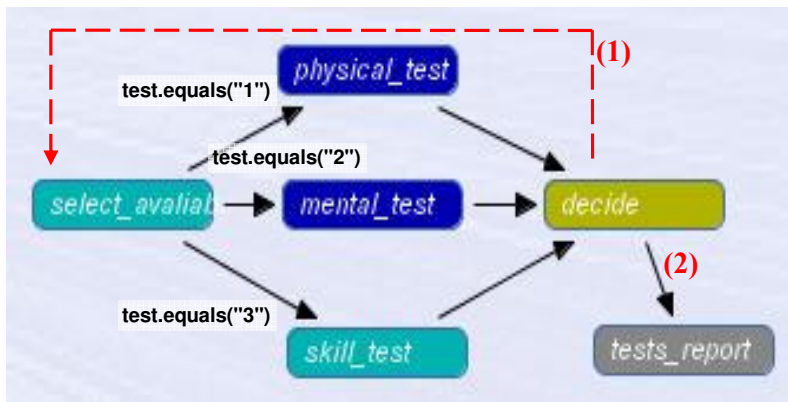 (1)
physical_test
test.equals("1")
test.equals("2")
select_avaliab
mental_test
decide
(2)
test.equals("3")
skill_test
tests_report